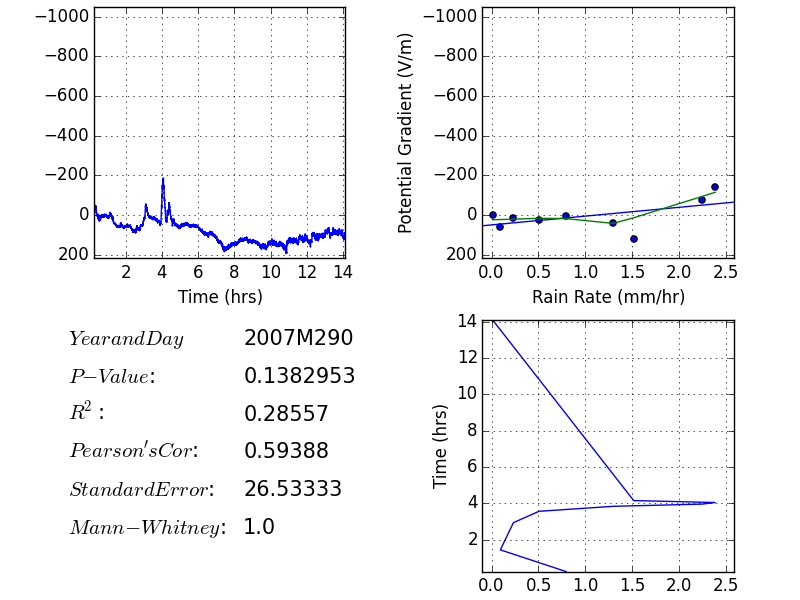 −1000
−800
−600
−400
−200
0
200
2 4 6 8 10 12 14
Time (hrs)
Potential Gradient (V/m)
−1000
−800
−600
−400
−200
0
200
0.0 0.5 1.0 1.5 2.0 2.5
Rain Rate (mm/hr)
YearandDay 2007M290
P−Value: 0.1382953
R²: 0.28557
Pearson'sCor: 0.59388
StandardError: 26.53333
Mann−Whitney: 1.0
Time (hrs)
14
12
10
8
6
4
2
0.0 0.5 1.0 1.5 2.0 2.5